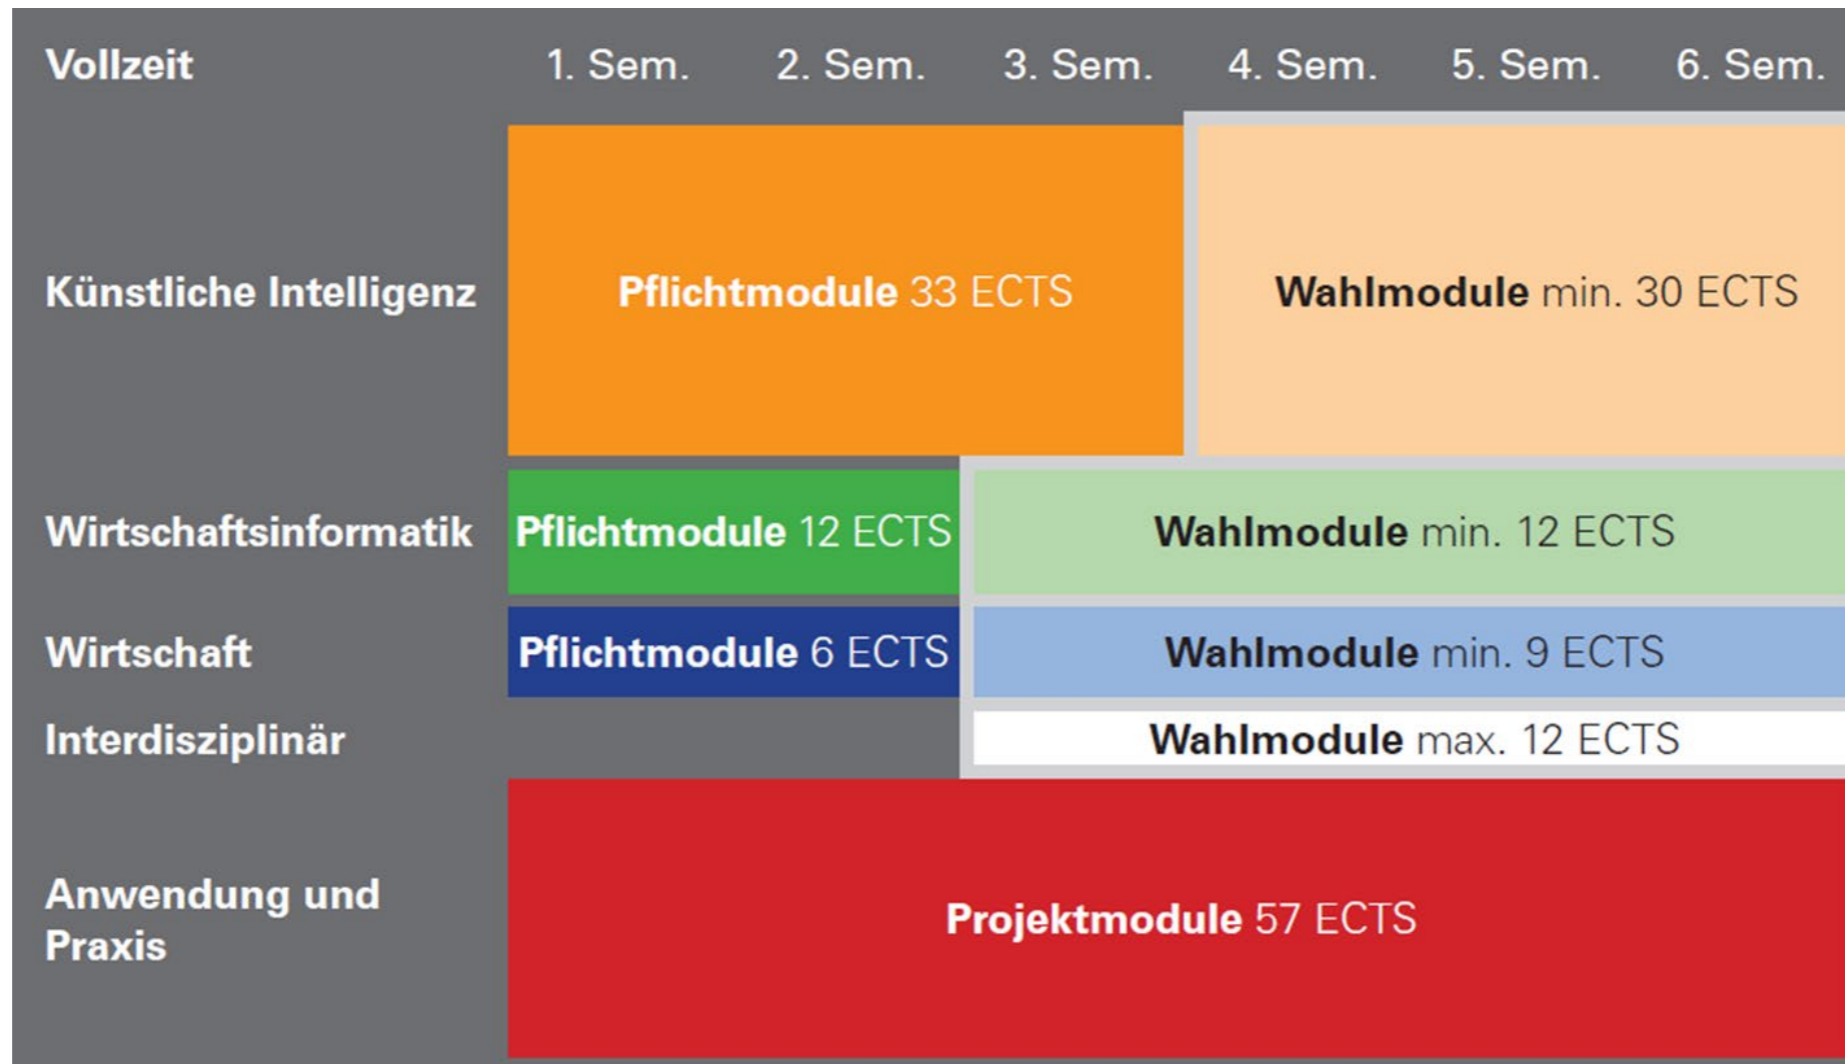 Vollzeit 1. Sem. 2. Sem. 3. Sem. 4. Sem. 5. Sem. 6. Sem.
Künstliche Intelligenz Pflichtmodule 33 ECTS Wahlmodule min. 30 ECTS
Wirtschaftsinformatik Pflichtmodule 12 ECTS Wahlmodule min. 12 ECTS
Wirtschaft Pflichtmodule 6 ECTS Wahlmodule min. 9 ECTS
Interdisziplinär Wahlmodule max. 12 ECTS
Anwendung und
Praxis
Projektmodule 57 ECTS